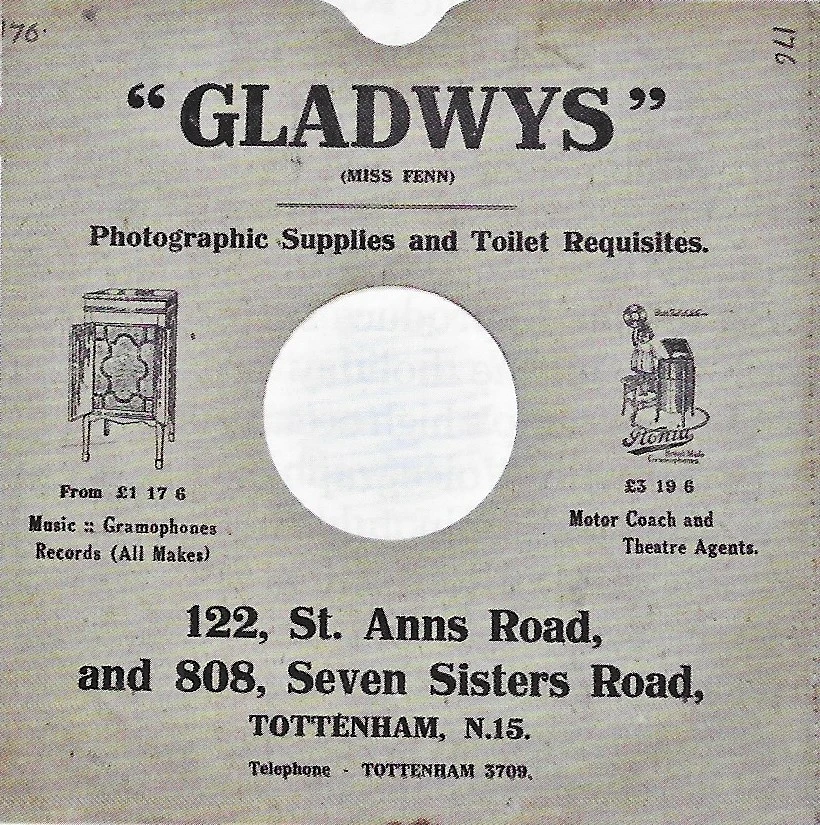 176.
176
“GLADWYS”
(MISS FENN)
Photographic Supplies and Toilet Requisites.
From £1 17 6
Music :: Gramophones
Records (All Makes)
£3 19 6
Motor Coach and
Theatre Agents.
122, St. Anns Road,
and 808, Seven Sisters Road,
TOTTENHAM, N.15.
Telephone - TOTTENHAM 3709.